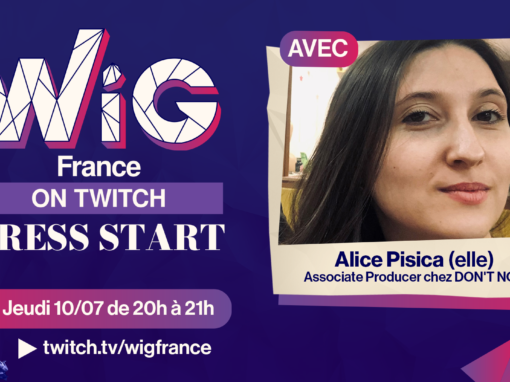 WiG
France
ON TWITCH
RESS START
Jeudi 10/07 de 20h à 21h
twitch.tv/wigfrance
AVEC
Alice Pisica (elle)
Associate Producer chez DON'T NO